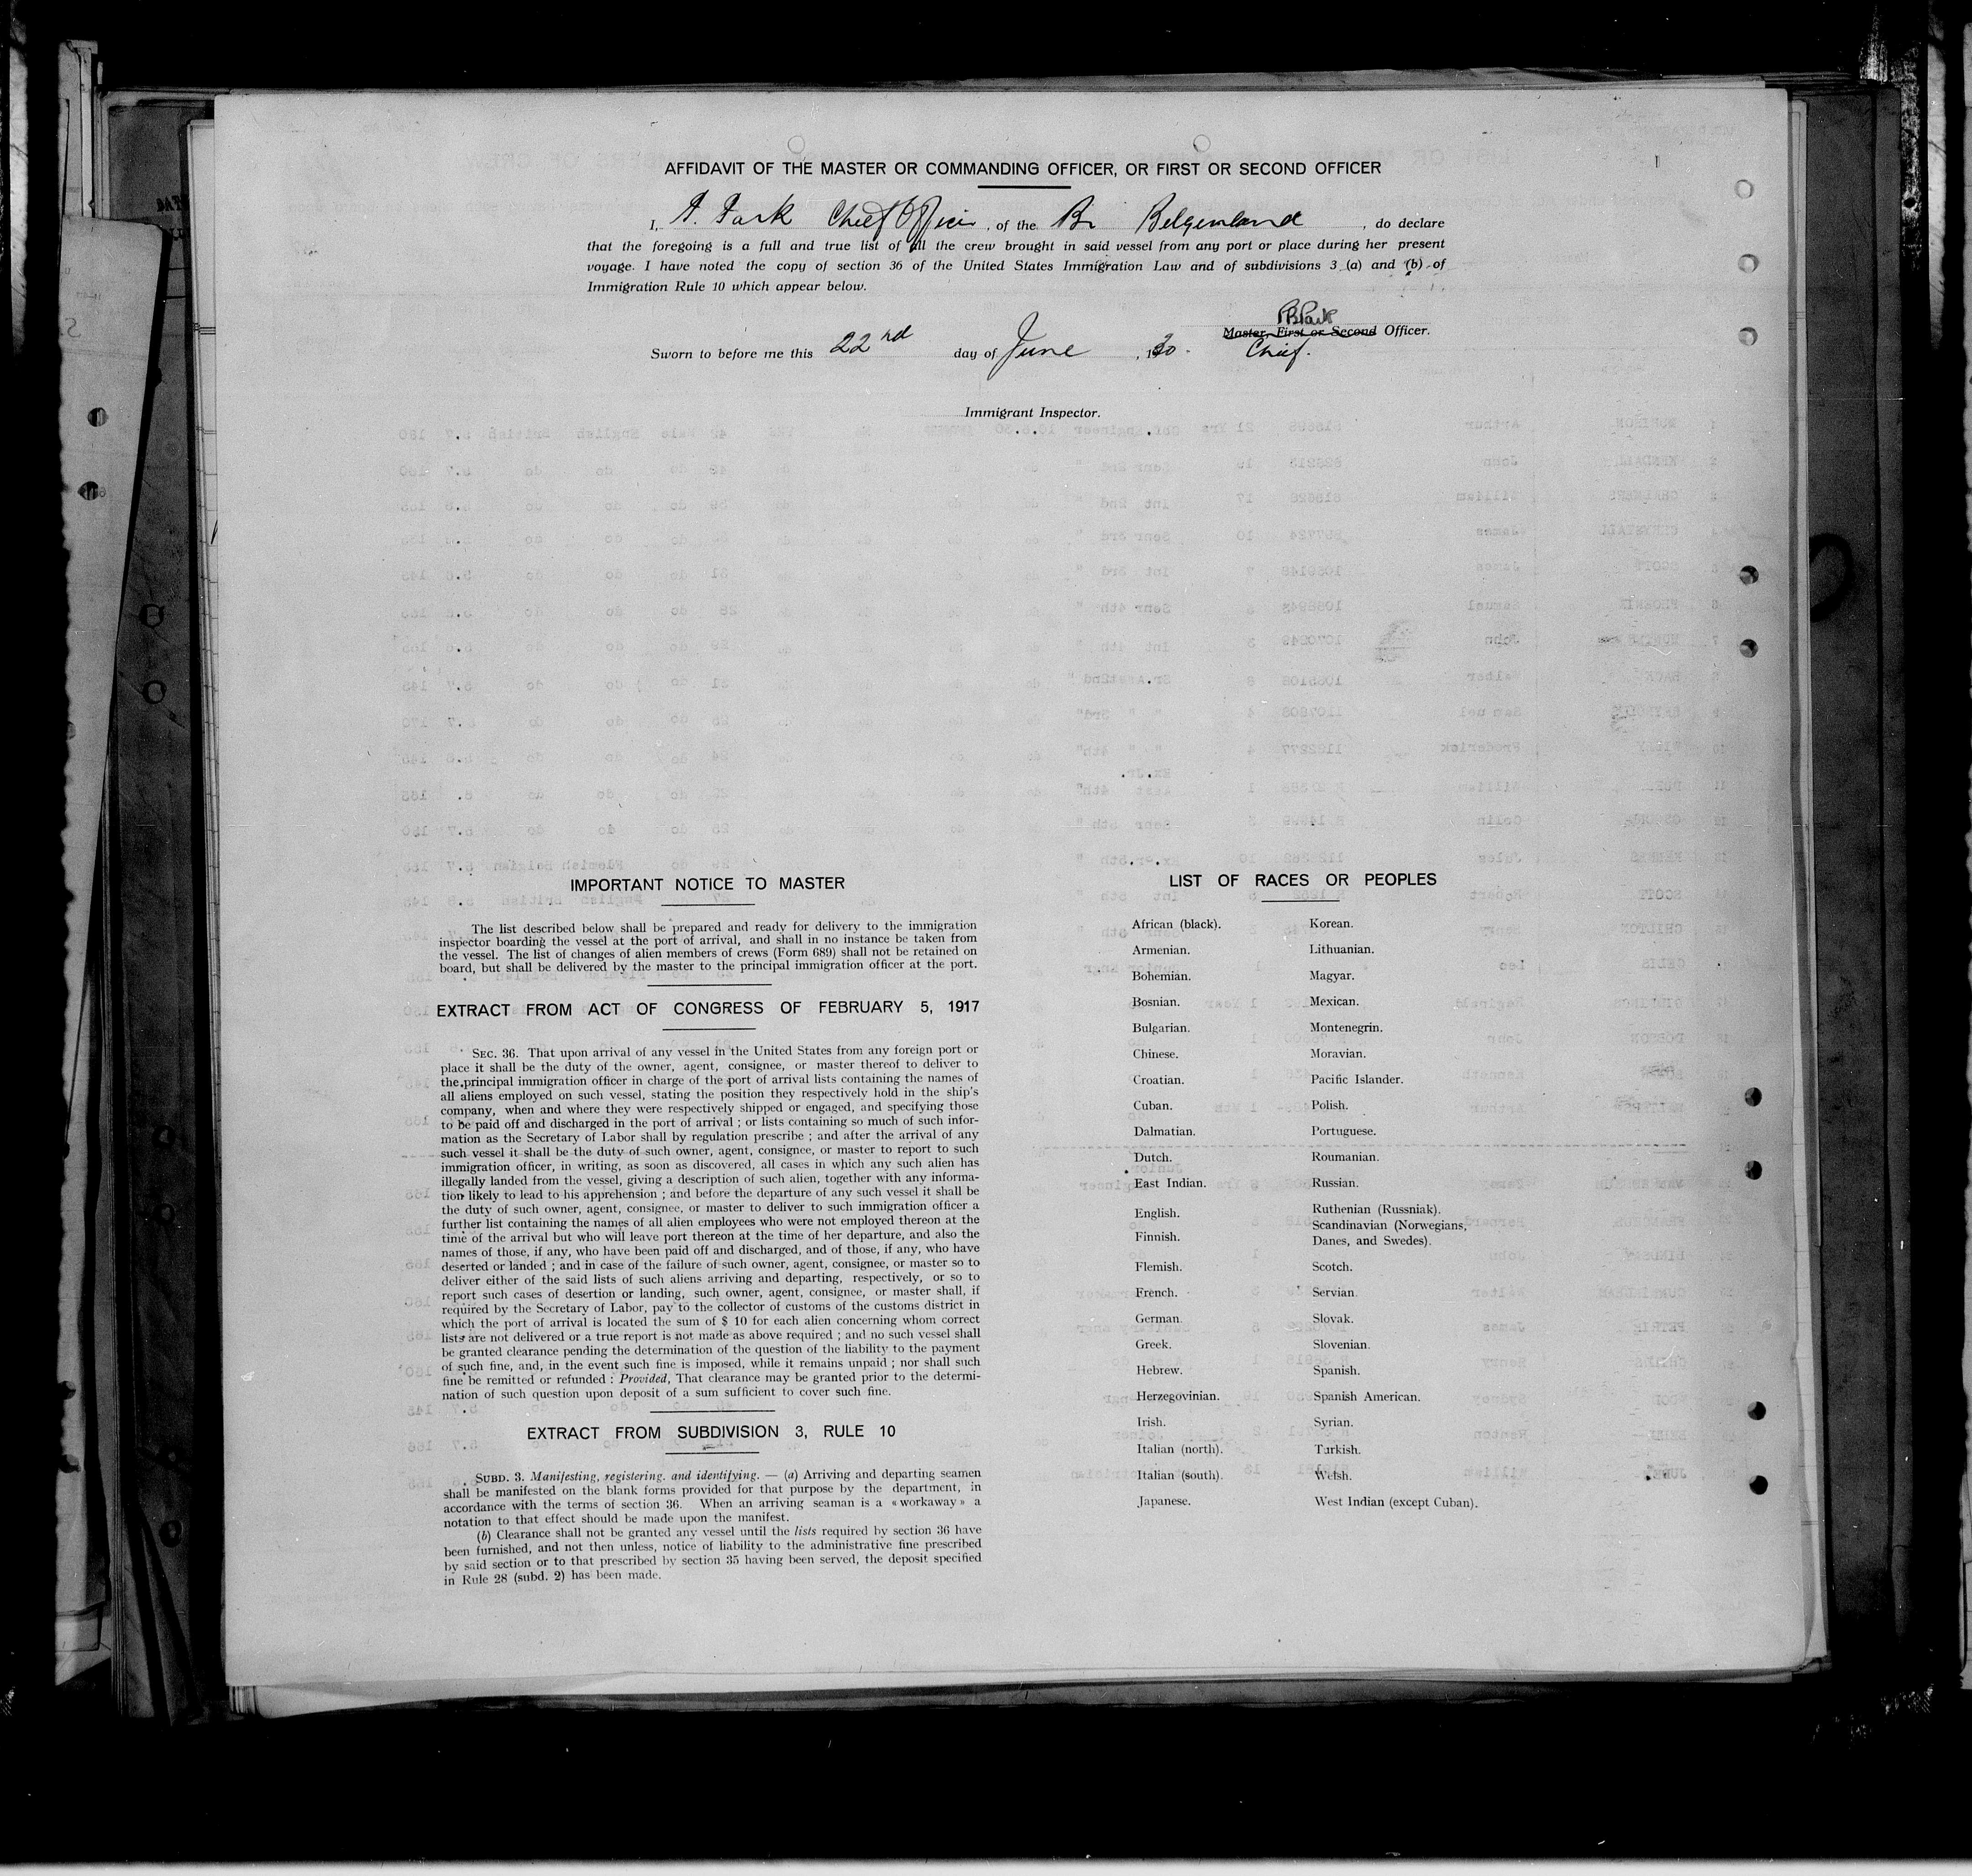 AFFIDAVIT OF THE MASTER OR COMMANDING OFFICER, OR FIRST OR SECOND OFFICER
I, Park Chief Officer, of the Br Belgenland, do declare
that the foregoing is a full and true list of all the crew brought in said vessel from any port or place during her present
voyage. I have noted the copy of section 36 of the United States Immigration Law and of subdivisions 3 (a) and (b) of
Immigration Rule 10 which appear below.
Master, First or Second Officer.
Sworn to before me this 22nd day of June, 1930. Chief.
Immigrant Inspector.
IMPORTANT NOTICE TO MASTER
The list described below shall be prepared and ready for delivery to the immigration
inspector boarding the vessel at the port of arrival, and shall in no instance be taken from
the vessel. The list of changes of alien members of crews (Form 689) shall not be retained on
board, but shall be delivered by the master to the principal immigration officer at the port.
EXTRACT FROM ACT OF CONGRESS OF FEBRUARY 5, 1917
SEC. 36. That upon arrival of any vessel in the United States from any foreign port or
place it shall be the duty of the owner, agent, consignee, or master thereof to deliver to
the principal immigration officer in charge of the port of arrival lists containing the names of
all aliens employed on such vessel, stating the position they respectively hold in the ship's
company, when and where they were respectively shipped or engaged, and specifying those
to be paid off and discharged in the port of arrival ; or lists containing so much of such infor-
mation as the Secretary of Labor shall by regulation prescribe ; and after the arrival of any
such vessel it shall be the duty of such owner, agent, consignee, or master to report to such
immigration officer, in writing, as soon as discovered, all cases in which any such alien has
illegally landed from the vessel, giving a description of such alien, together with any informa-
tion likely to lead to his apprehension ; and before the departure of any such vessel it shall be
the duty of such owner, agent, consignee, or master to deliver to such immigration officer a
further list containing the names of all alien employees who were not employed thereon at the
time of the arrival but who will leave port thereon at the time of her departure, and also the
names of those, if any, who have been paid off and discharged, and of those, if any, who have
deserted or landed ; and in case of the failure of such owner, agent, consignee, or master so to
deliver either of the said lists of such aliens arriving and departing, respectively, or so to
report such cases of desertion or landing, such owner, agent, consignee, or master shall, if
required by the Secretary of Labor, pay to the collector of customs of the customs district in
which the port of arrival is located the sum of $ 10 for each alien concerning whom correct
lists are not delivered or a true report is not made as above required ; and no such vessel shall
be granted clearance pending the determination of the question of the liability to the payment
of such fine, and, in the event such fine is imposed, while it remains unpaid ; nor shall such
fine be remitted or refunded : Provided, That clearance may be granted prior to the determi-
nation of such question upon deposit of a sum sufficient to cover such fine.
EXTRACT FROM SUBDIVISION 3, RULE 10
SUBD. 3. Manifesting, registering, and identifying. — (a) Arriving and departing seamen
shall be manifested on the blank forms provided for that purpose by the department, in
accordance with the terms of section 36. When an arriving seaman is a « workaway » a
notation to that effect should be made upon the manifest.
(b) Clearance shall not be granted any vessel until the lists required by section 36 have
been furnished, and not then unless, notice of liability to the administrative fine prescribed
by said section or to that prescribed by section 35 having been served, the deposit specified
in Rule 28 (subd. 2) has been made.
LIST OF RACES OR PEOPLES
African (black).
Armenian.
Bohemian.
Bosnian.
Bulgarian.
Chinese.
Croatian.
Cuban.
Dalmatian.
Dutch.
East Indian.
English.
Finnish.
Flemish.
French.
German.
Greek.
Hebrew.
Herzegovinian.
Irish.
Italian (north).
Italian (south).
Japanese.
Korean.
Lithuanian.
Magyar.
Mexican.
Montenegrin.
Moravian.
Pacific Islander.
Polish.
Portuguese.
Roumanian.
Russian.
Ruthenian (Russniak).
Scandinavian (Norwegians,
Danes, and Swedes).
Scotch.
Servian.
Slovak.
Slovenian.
Spanish.
Spanish American.
Syrian.
Turkish.
Welsh.
West Indian (except Cuban).